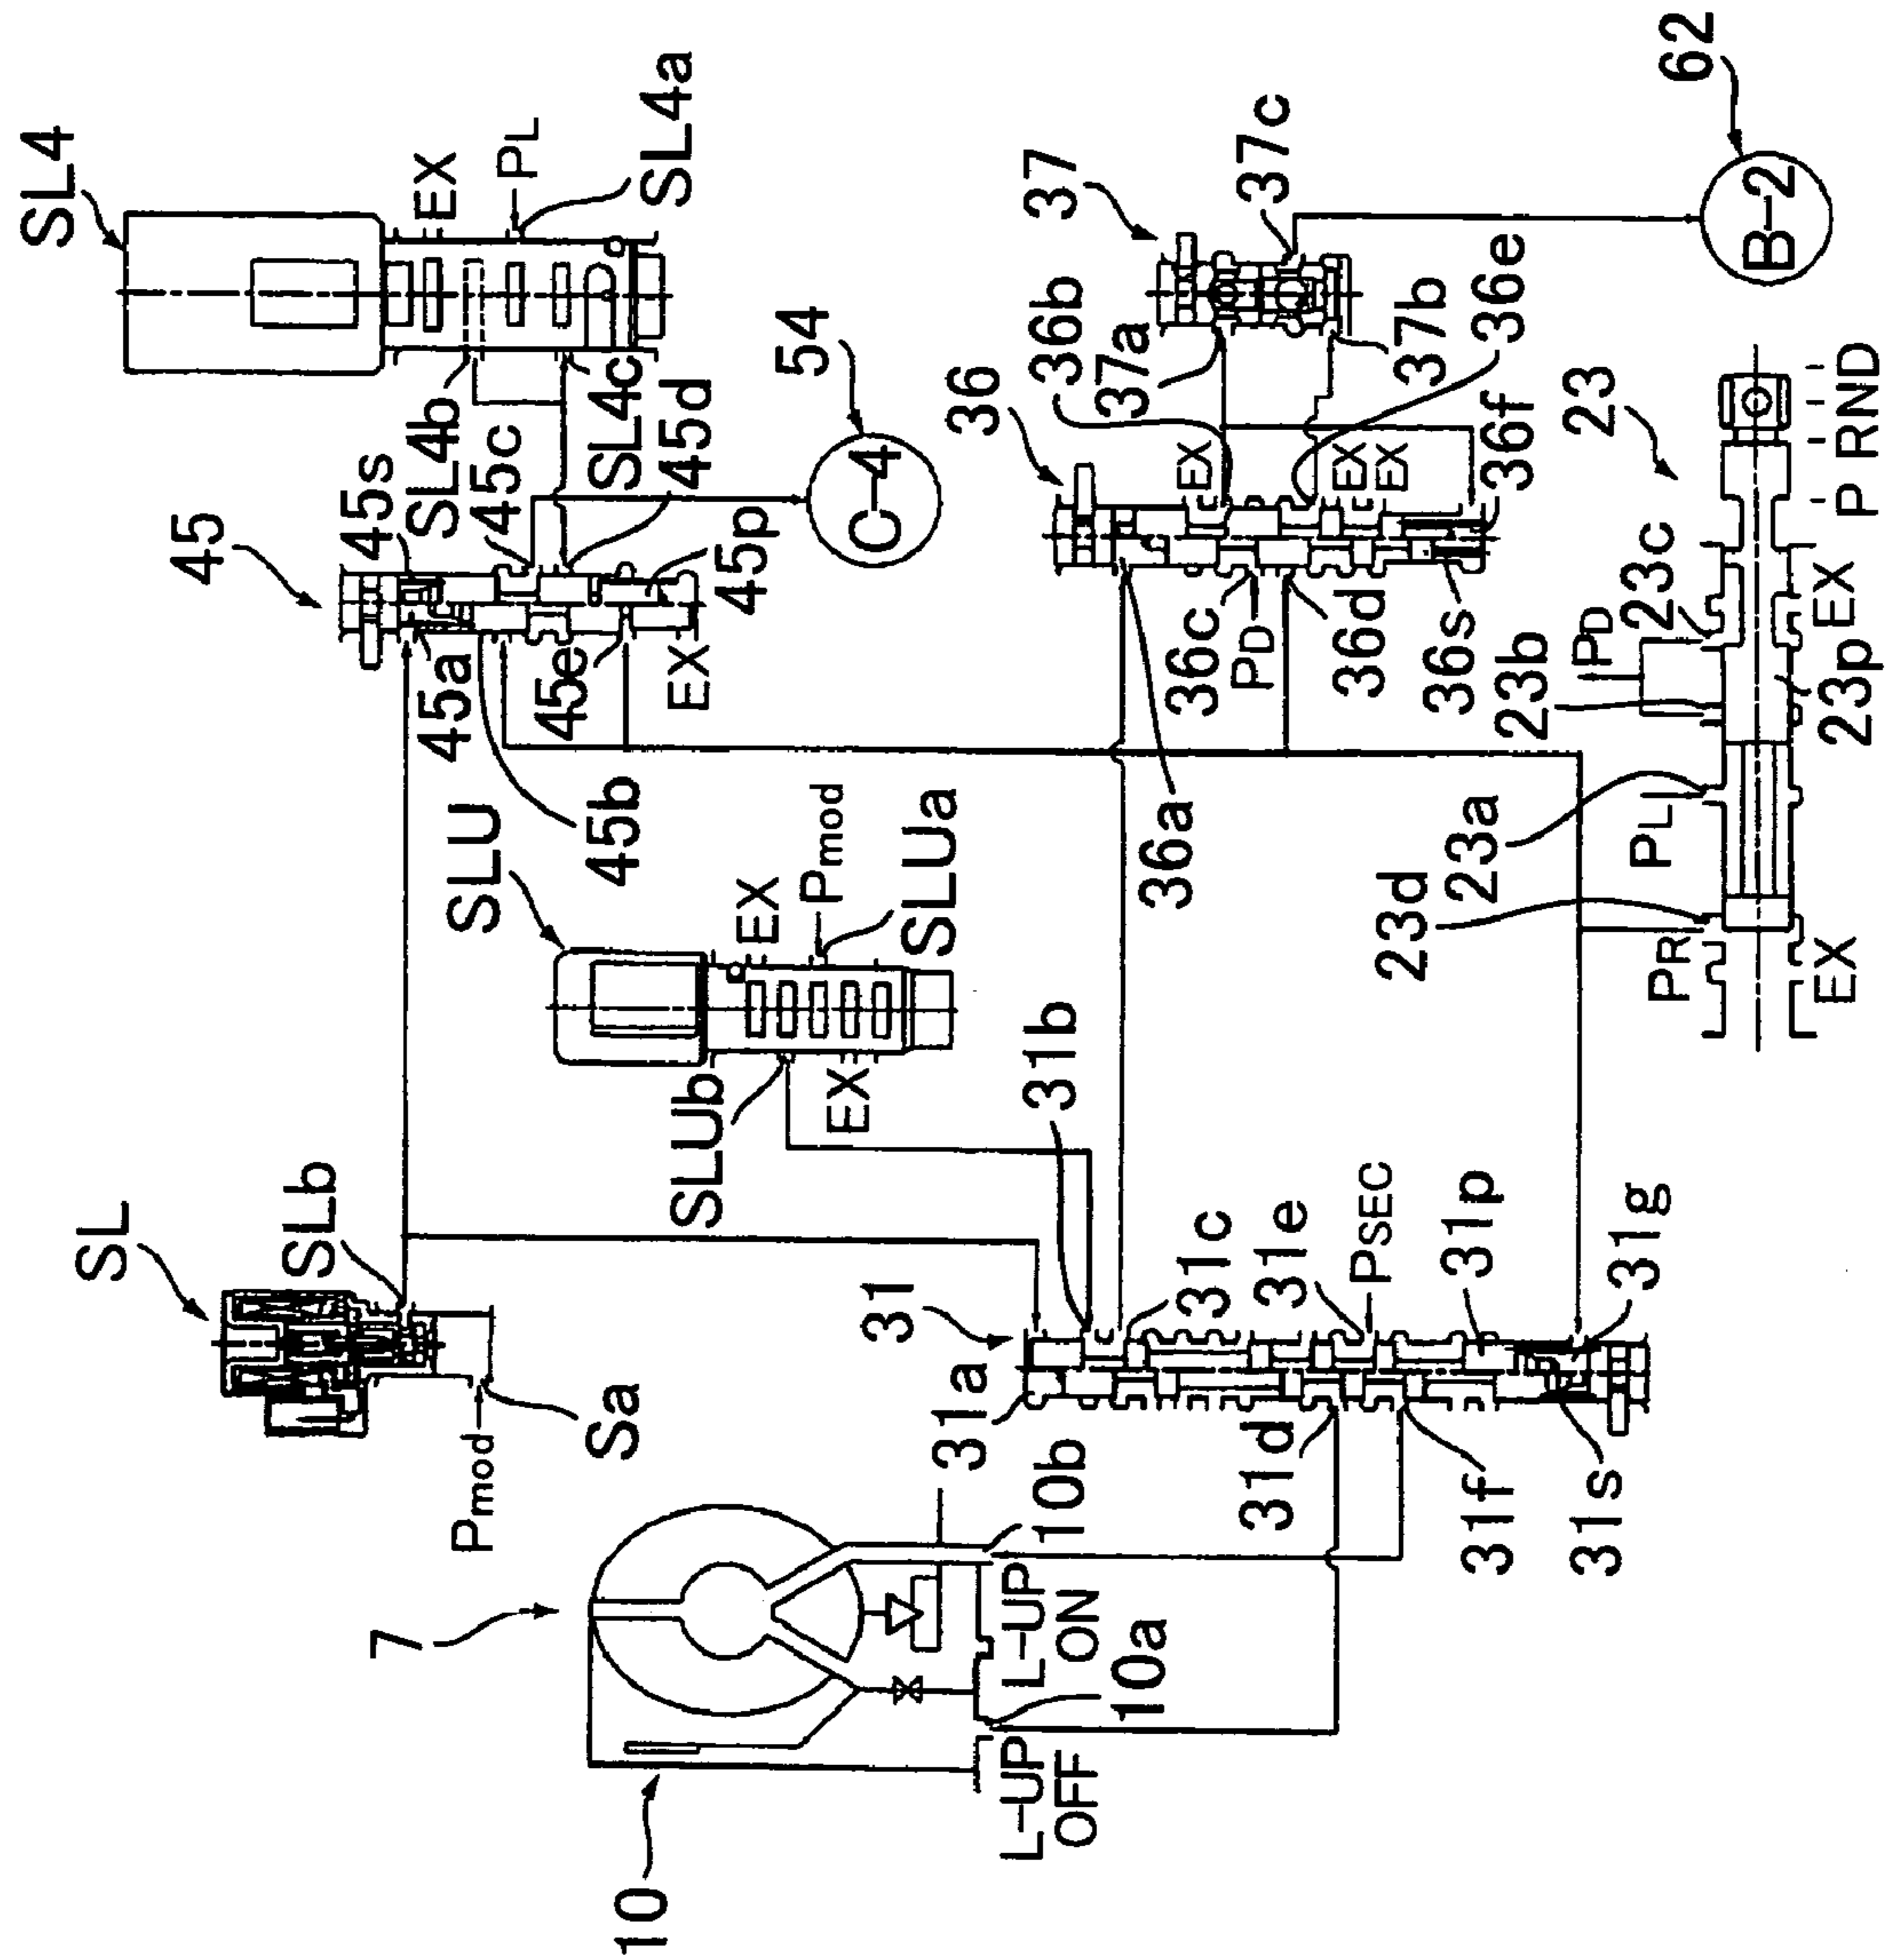 SL4
EX
PL
SL4a
SL4b
SL4c
45
45s
45c
45d
45p
45a
45b
45e
EX
54
C-4
SL
SLb
Pmod
Sa
SLU
EX
Pmod
SLUa
SLUb
EX
7
10
L-UP
OFF
10a
L-UP
ON
10b
31
31a
31b
31c
31d
31e
PSEC
31f
31p
31g
31s
36
36a
36b
EX
36c
PD
36d
36e
EX
EX
36f
36s
37
37a
37b
37c
62
B-2
23
P RND
P
23a
PL
23b
PD
23c
23d
PR
EX
EX
23p